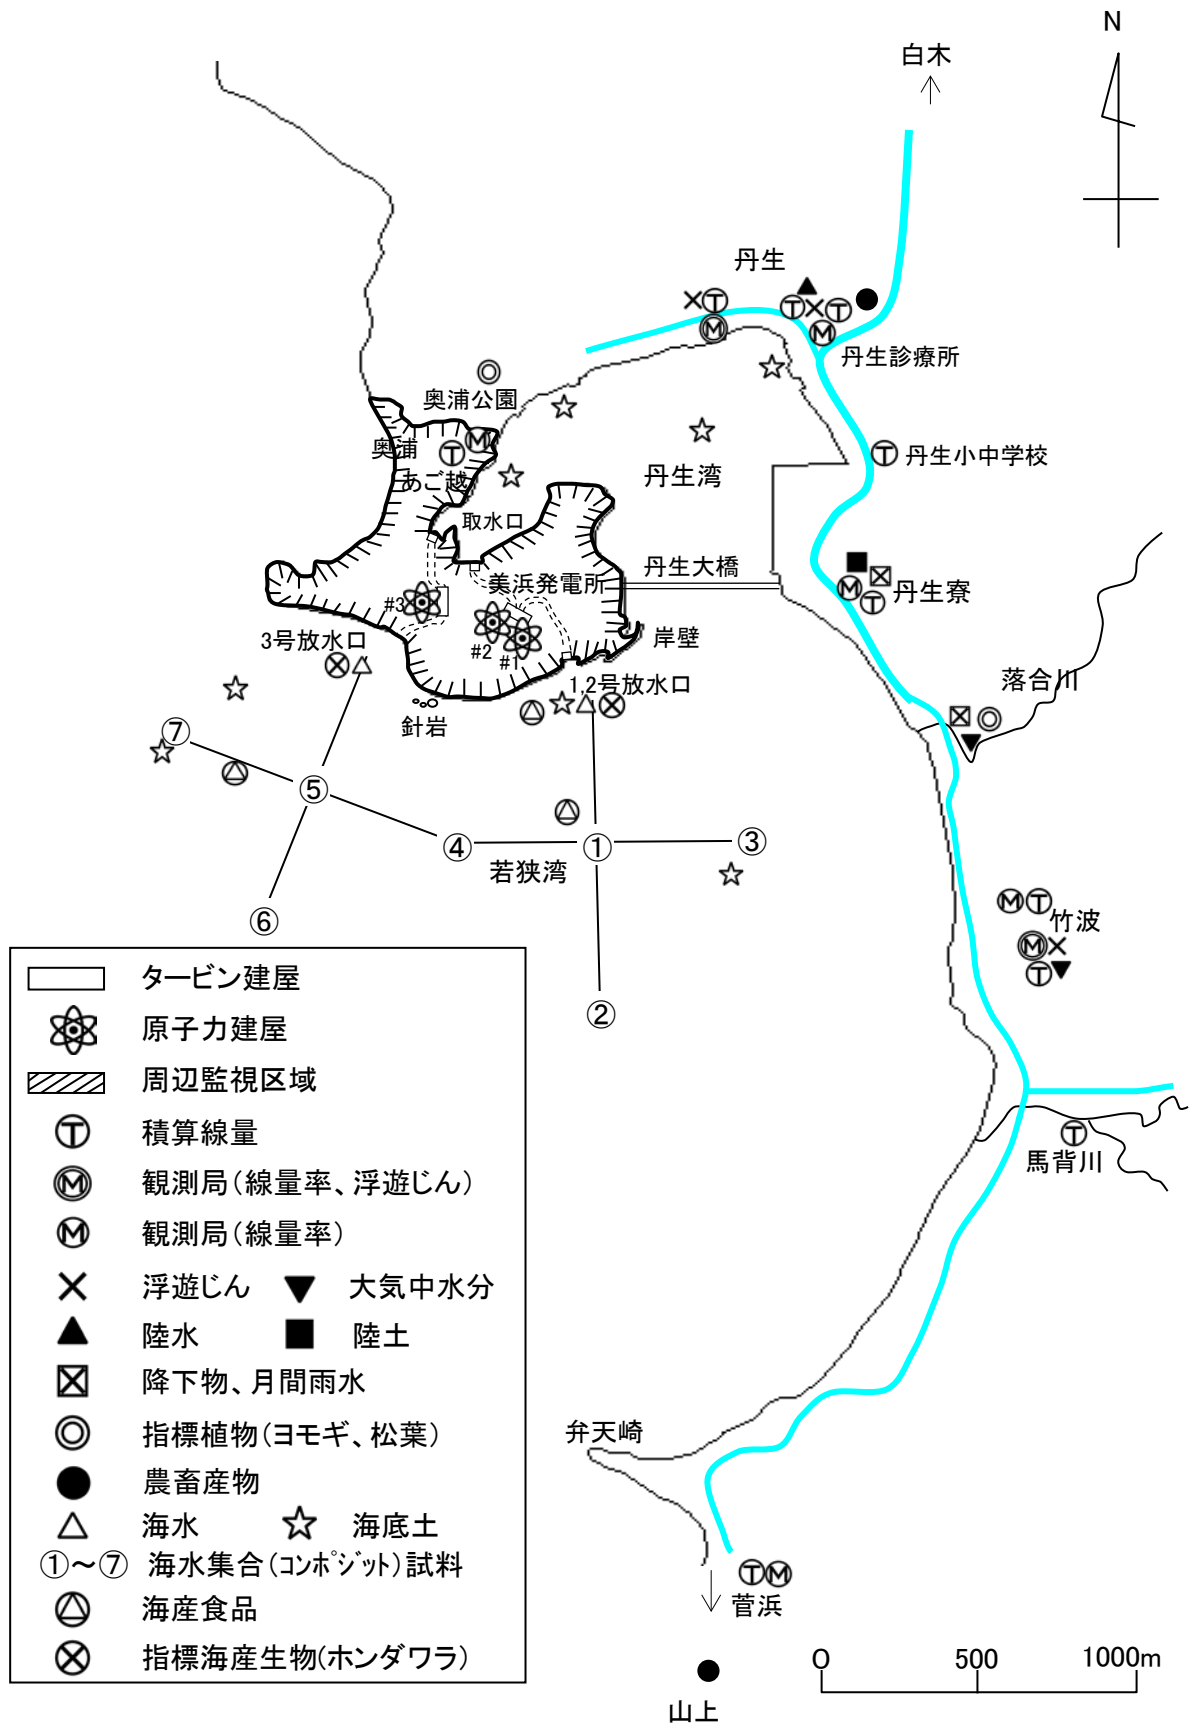 N
白木
丹生
丹生診療所
奥浦公園
奥浦
あご越
丹生小中学校
丹生湾
取水口
丹生大橋
美浜発電所
丹生寮
#3
#2
#1
3号放水口
岸壁
1,2号放水口
落合川
針岩
⑦
⑤
④
①
③
若狭湾
⑥
竹波
②
タービン建屋
原子力建屋
周辺監視区域
Ⓣ 積算線量
Ⓜ 観測局(線量率、浮遊じん)
Ⓜ 観測局(線量率)
浮遊じん 大気中水分
陸水 陸土
降下物、月間雨水
指標植物(ヨモギ、松葉)
農畜産物
海水 海底土
①~⑦ 海水集合(コンポジット)試料
海産食品
指標海産生物(ホンダワラ)
馬背川
弁天崎
菅浜
山上
0 500 1000m